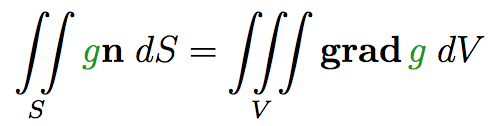 ∬_S g𝐧 dS = ∭_V 𝐠𝐫𝐚𝐝 g dV